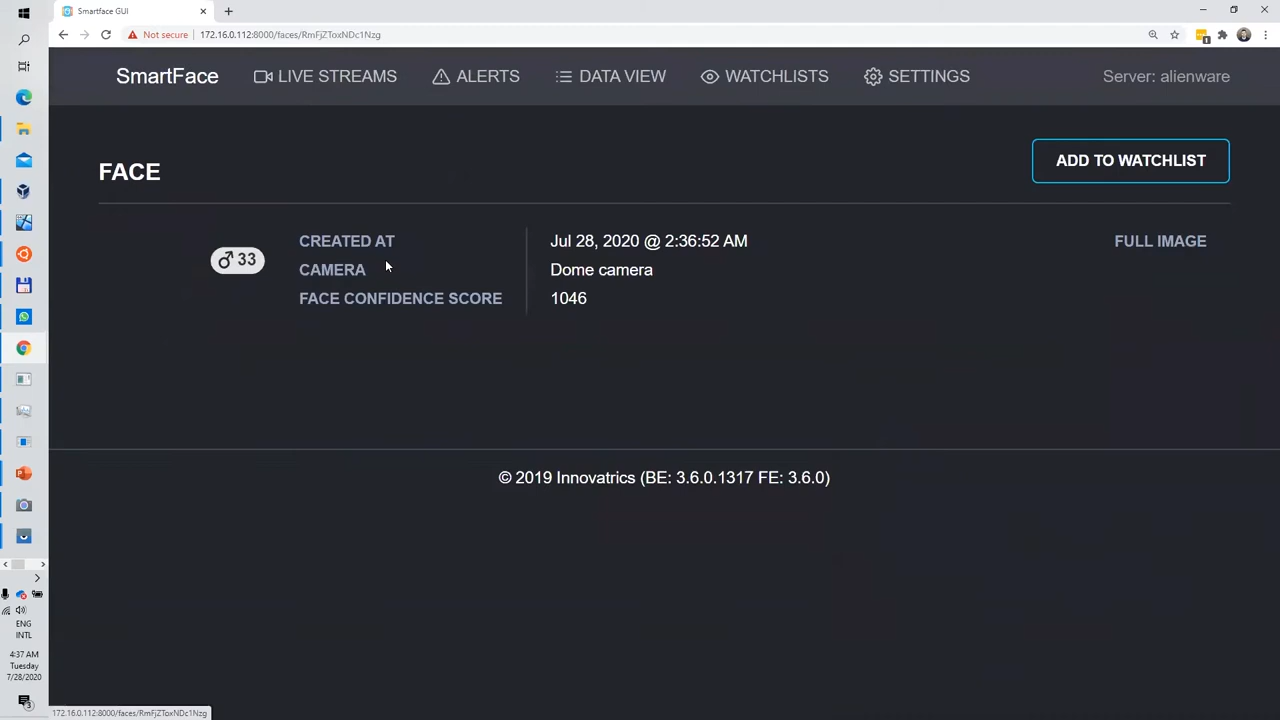 Smartface GUI
Not secure
172.16.0.112:8000/faces/RmFjZToxNDc1Nzg
SmartFace
LIVE STREAMS
ALERTS
DATA VIEW
WATCHLISTS
SETTINGS
Server: alienware
FACE
ADD TO WATCHLIST
33
CREATED AT
Jul 28, 2020 @ 2:36:52 AM
FULL IMAGE
CAMERA
Dome camera
FACE CONFIDENCE SCORE
1046
© 2019 Innovatrics (BE: 3.6.0.1317 FE: 3.6.0)
ENG
INTL
4:37 AM
Tuesday
7/28/2020
172.16.0.112:8000/faces/RmFjZToxNDc1Nzg